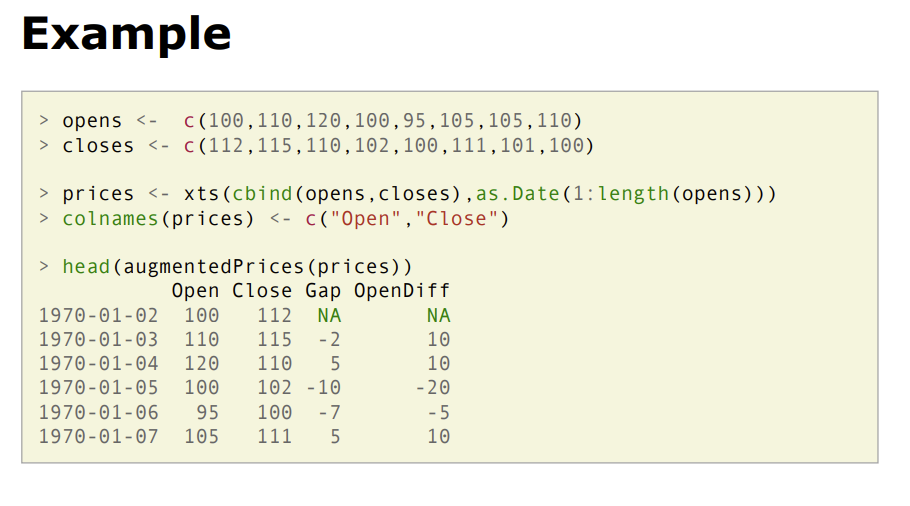 Example
> opens <-  c(100,110,120,100,95,105,105,110)
> closes <- c(112,115,110,102,100,111,101,100)
> prices <- xts(cbind(opens,closes),as.Date(1:length(opens)))
> colnames(prices) <- c("Open","Close")
> head(augmentedPrices(prices))
           Open Close Gap OpenDiff
1970-01-02  100   112  NA       NA
1970-01-03  110   115  -2       10
1970-01-04  120   110   5       10
1970-01-05  100   102 -10      -20
1970-01-06   95   100  -7       -5
1970-01-07  105   111   5       10